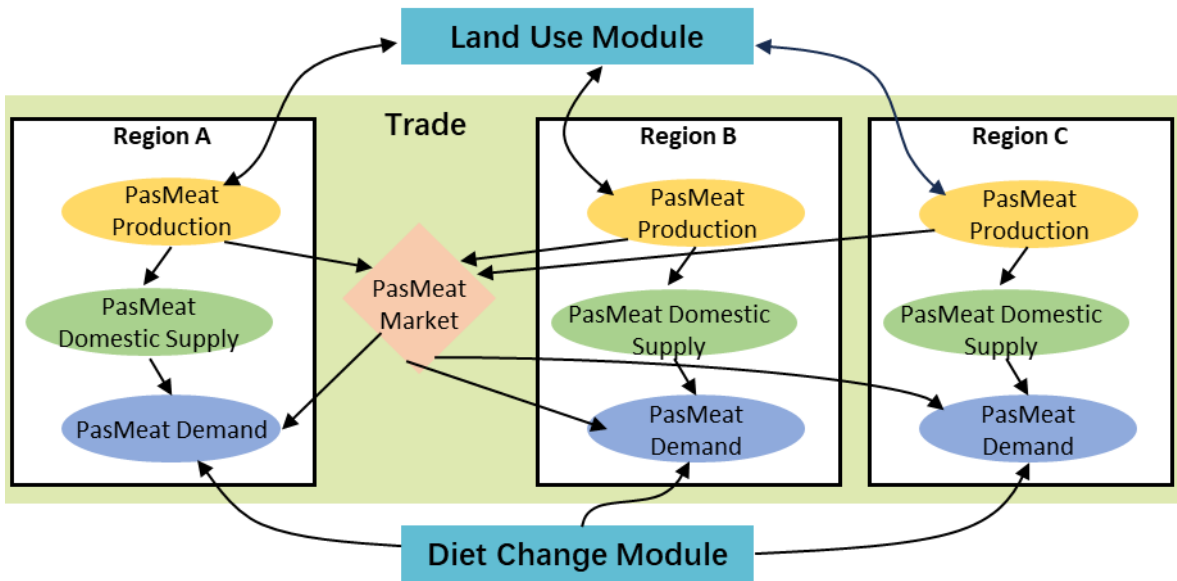 Land Use Module
Trade
Region A
PasMeat
Production
PasMeat
Domestic Supply
PasMeat Demand
PasMeat
Market
Region B
PasMeat
Production
PasMeat Domestic
Supply
PasMeat
Demand
Region C
PasMeat
Production
PasMeat Domestic
Supply
PasMeat
Demand
Diet Change Module